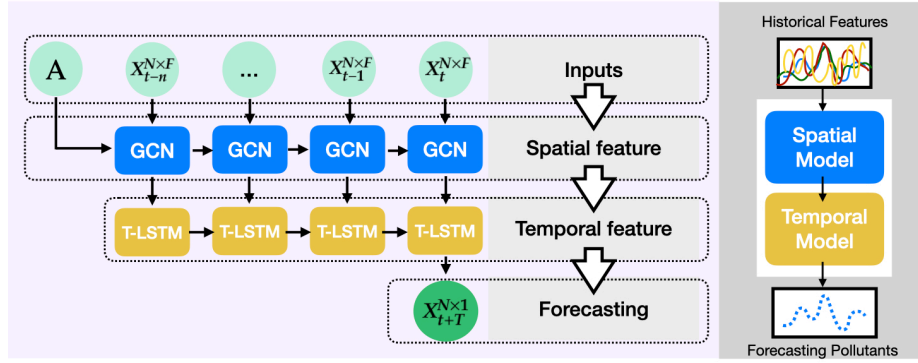 A
X_{t-n}^{N×F}
...
X_{t-1}^{N×F}
X_t^{N×F}
Inputs
GCN
GCN
GCN
GCN
Spatial feature
T-LSTM
T-LSTM
T-LSTM
T-LSTM
Temporal feature
X_{t+T}^{N×1}
Forecasting
Historical Features
Spatial
Model
Temporal
Model
Forecasting Pollutants